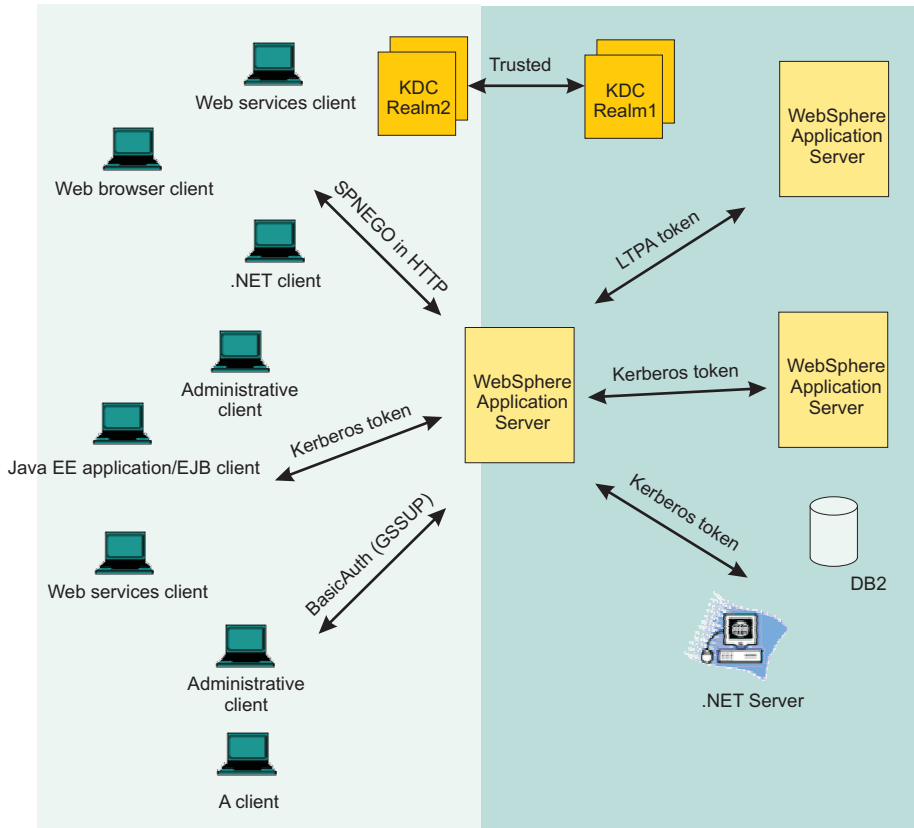 Web services client
KDC
Realm2
Trusted
KDC
Realm1
WebSphere
Application
Server
Web browser client
SPNEGO in HTTP
.NET client
LTPA token
Administrative
client
WebSphere
Application
Server
Kerberos token
WebSphere
Application
Server
Java EE application/EJB client
Kerberos token
Web services client
BasicAuth (GSSUP)
Kerberos token
DB2
Administrative
client
.NET Server
A client